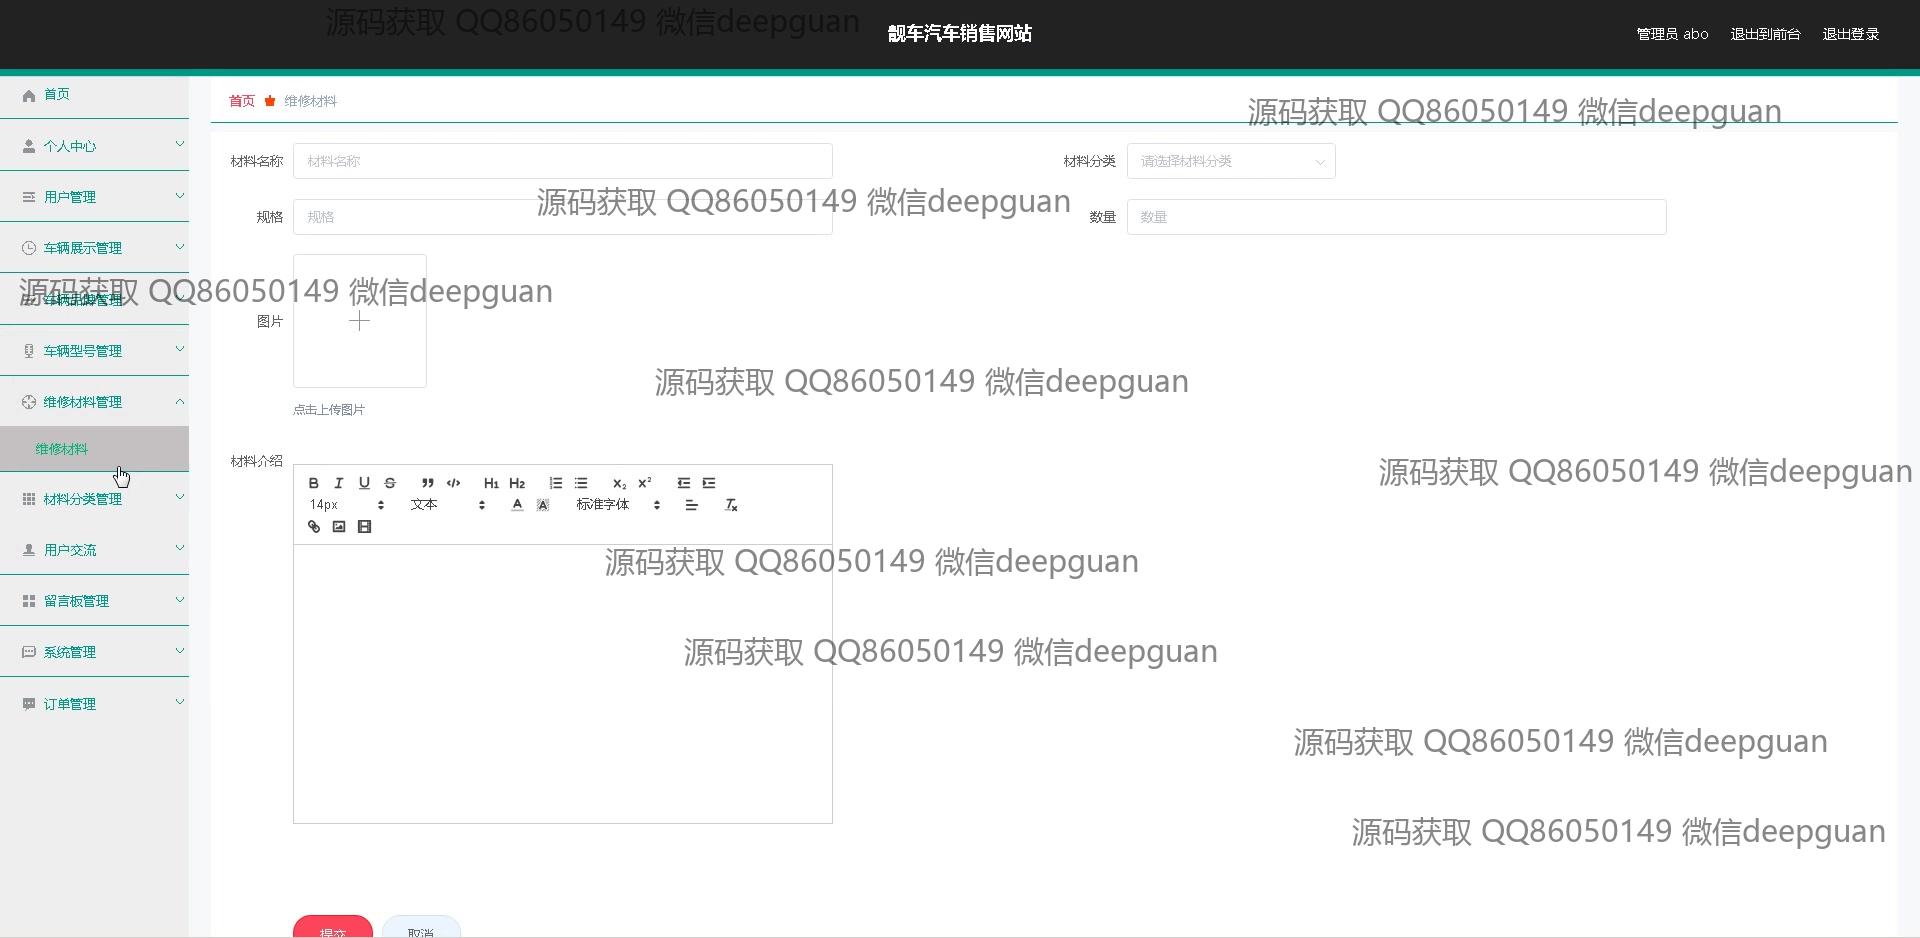 源码获取 QQ86050149 微信deepguan
靓车汽车销售网站
管理员 abo 退出到前台 退出登录
首页
首页 维修材料
源码获取 QQ86050149 微信deepguan
个人中心
材料名称 材料名称 材料分类 请选择材料分类
用户管理
源码获取 QQ86050149 微信deepguan
规格 规格 数量 数量
车辆展示管理
源码获取 QQ86050149 微信deepguan
车辆品牌管理
图片
车辆型号管理
源码获取 QQ86050149 微信deepguan
维修材料管理
点击上传图片
维修材料
材料介绍
源码获取 QQ86050149 微信deepguan
B I U S ” </> H1 H2 X₂ X²
材料分类管理
14px 文本 A A 标准字体 Tx
用户交流
源码获取 QQ86050149 微信deepguan
留言板管理
系统管理
源码获取 QQ86050149 微信deepguan
订单管理
源码获取 QQ86050149 微信deepguan
源码获取 QQ86050149 微信deepguan
提交 取消